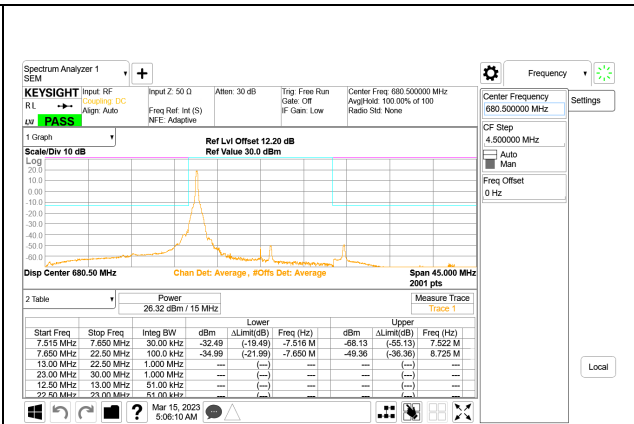 Spectrum Analyzer 1
SEM
Frequency
KEYSIGHT Input: RF Input Z: 50 Ω Atten: 30 dB Trig: Free Run Center Freq: 680.500000 MHz
RL Coupling: DC Gate: Off Avg|Hold: 100.00% of 100
Align: Auto Freq Ref: Int (S) IF Gain: Low Radio Std: None
LXI PASS NFE: Adaptive
Center Frequency
680.500000 MHz
Settings
CF Step
4.500000 MHz
Auto
Man
Freq Offset
0 Hz
1 Graph
Scale/Div 10 dB
Ref Lvl Offset 12.20 dB
Ref Value 30.0 dBm
Log
20.0
10.0
0.00
-10.0
-20.0
-30.0
-40.0
-50.0
-60.0
Disp Center 680.50 MHz Chan Det: Average , #Offs Det: Average Span 45.000 MHz
2001 pts
2 Table Power Measure Trace
26.32 dBm / 15 MHz Trace 1
Lower Upper
Start Freq Stop Freq Integ BW dBm ΔLimit(dB) Freq (Hz) dBm ΔLimit(dB) Freq (Hz)
7.515 MHz 7.650 MHz 30.00 kHz -32.49 (-19.49) -7.516 M -68.13 (-55.13) 7.522 M
7.650 MHz 22.50 MHz 100.0 kHz -34.99 (-21.99) -7.650 M -49.36 (-36.36) 8.725 M
13.00 MHz 22.50 MHz 1.000 MHz --- (---) --- --- (---) ---
23.00 MHz 30.00 MHz 1.000 MHz --- (---) --- --- (---) ---
12.50 MHz 13.00 MHz 51.00 kHz --- (---) --- --- (---) ---
22.50 MHz 23.00 MHz 51.00 kHz --- (---) --- --- (---) ---
Local
? Mar 15, 2023
5:06:10 AM